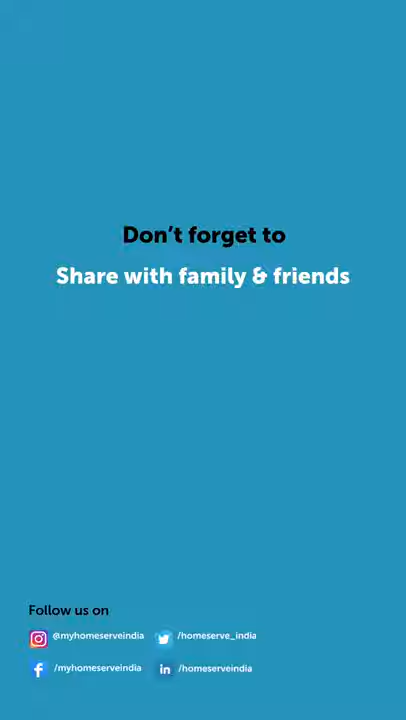 Don't forget to
Share with family & friends
Follow us on
@myhomeserveindia /homeserve_india
/myhomeserveindia /homeserveindia